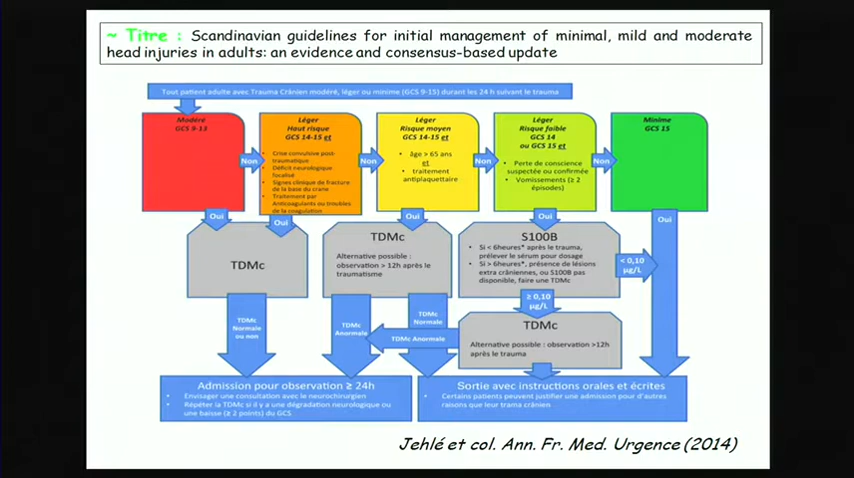 ~ Titre : Scandinavian guidelines for initial management of minimal, mild and moderate
head injuries in adults: an evidence and consensus-based update
Tout patient adulte avec Trauma Crânien modéré, léger ou minime (GCS 9-15) durant les 24 h suivant le trauma
Modéré
GCS 9-13
Léger
Haut risque
GCS 14-15 et
• Crise convulsive post-
traumatique
• Déficit neurologique
focalisé
• Signes clinique de fracture
de la base du crane
• Traitement par
Anticoagulants ou troubles
de la coagulation
Léger
Risque moyen
GCS 14-15 et
• âge > 65 ans
et
• traitement
antiplaquettaire
Léger
Risque faible
GCS 14
ou GCS 15 et
• Perte de conscience
suspectée ou confirmée
• Vomissements (≥ 2
épisodes)
Minime
GCS 15
Non
Non
Non
Non
Oui
Oui
Oui
Oui
Oui
TDMc
TDMc
Alternative possible :
observation > 12h après le
traumatisme
S100B
• Si < 6heures* après le trauma,
prélever le sérum pour dosage
• Si > 6heures*, présence de lésions
extra crâniennes, ou S100B pas
disponible, faire une TDMc
< 0,10
µg/L
≥ 0,10
µg/L
TDMc
Alternative possible : observation >12h
après le trauma
TDMc
Normale
ou non
TDMc
Anormale
TDMc
Normale
TDMc Anormale
Admission pour observation ≥ 24h
• Envisager une consultation avec le neurochirurgien
• Répéter la TDMc si il y a une dégradation neurologique ou
une baisse (≥ 2 points) du GCS
Sortie avec instructions orales et écrites
• Certains patients peuvent justifier une admission pour d'autres
raisons que leur trama crânien
Jehlé et col. Ann. Fr. Med. Urgence (2014)